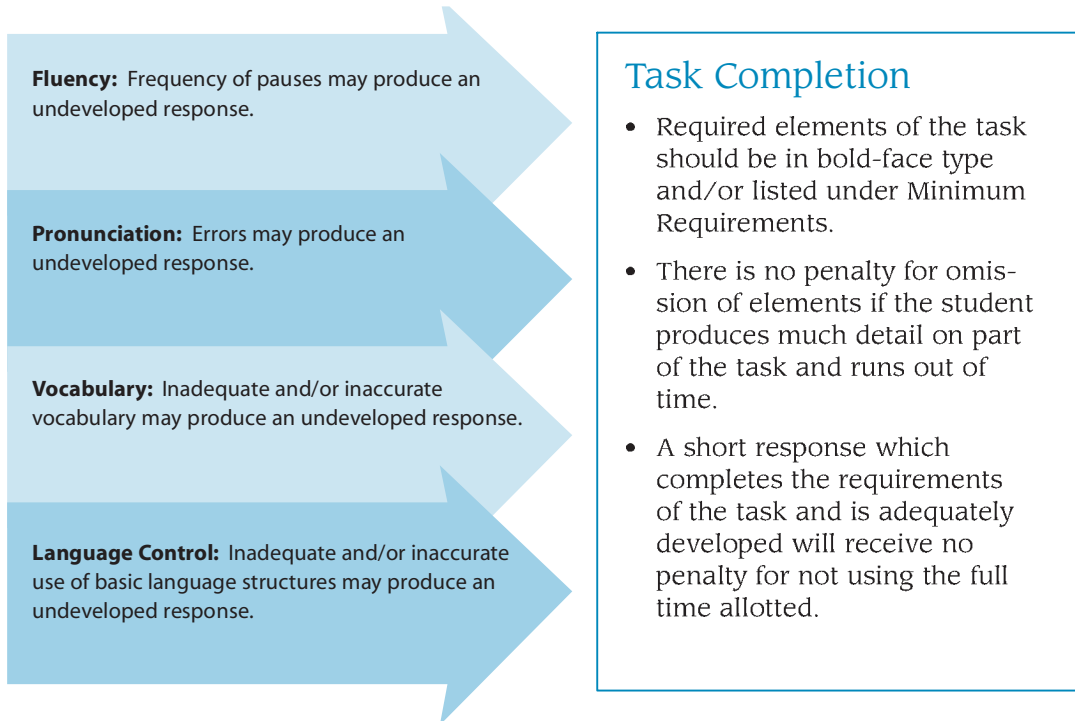 Fluency: Frequency of pauses may produce an
undeveloped response.
Pronunciation: Errors may produce an
undeveloped response.
Vocabulary: Inadequate and/or inaccurate
vocabulary may produce an undeveloped response.
Language Control: Inadequate and/or inaccurate
use of basic language structures may produce an
undeveloped response.
Task Completion
• Required elements of the task
should be in bold-face type
and/or listed under Minimum
Requirements.
• There is no penalty for omis-
sion of elements if the student
produces much detail on part
of the task and runs out of
time.
• A short response which
completes the requirements
of the task and is adequately
developed will receive no
penalty for not using the full
time allotted.